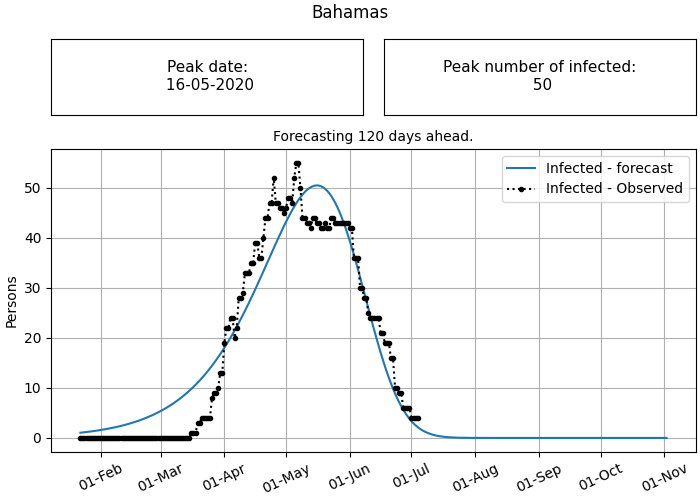 Bahamas
Peak date:
16-05-2020
Peak number of infected:
50
Forecasting 120 days ahead.
Infected - forecast
Infected - Observed
Persons
50
40
30
20
10
0
01-Feb
01-Mar
01-Apr
01-May
01-Jun
01-Jul
01-Aug
01-Sep
01-Oct
01-Nov